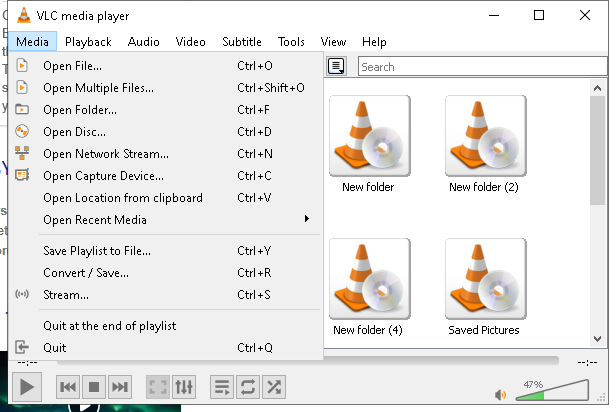 VLC media player
Media Playback Audio Video Subtitle Tools View Help
Open File... Ctrl+O
Open Multiple Files... Ctrl+Shift+O
Open Folder... Ctrl+F
Open Disc... Ctrl+D
Open Network Stream... Ctrl+N
Open Capture Device... Ctrl+C
Open Location from clipboard Ctrl+V
Open Recent Media
Save Playlist to File... Ctrl+Y
Convert / Save... Ctrl+R
Stream... Ctrl+S
Quit at the end of playlist
Quit Ctrl+Q
Search
New folder
New folder (2)
New folder (4)
Saved Pictures
--:-- --:--
47%